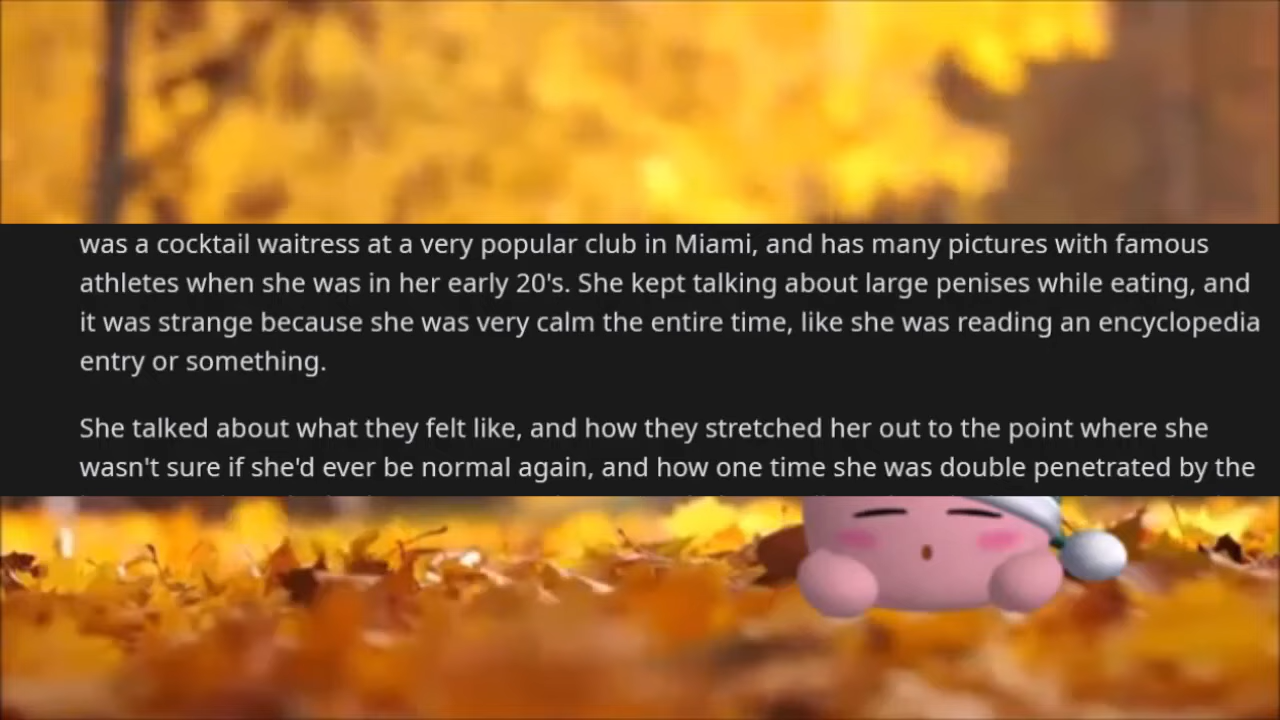 was a cocktail waitress at a very popular club in Miami, and has many pictures with famous
athletes when she was in her early 20's. She kept talking about large penises while eating, and
it was strange because she was very calm the entire time, like she was reading an encyclopedia
entry or something.
She talked about what they felt like, and how they stretched her out to the point where she
wasn't sure if she'd ever be normal again, and how one time she was double penetrated by the